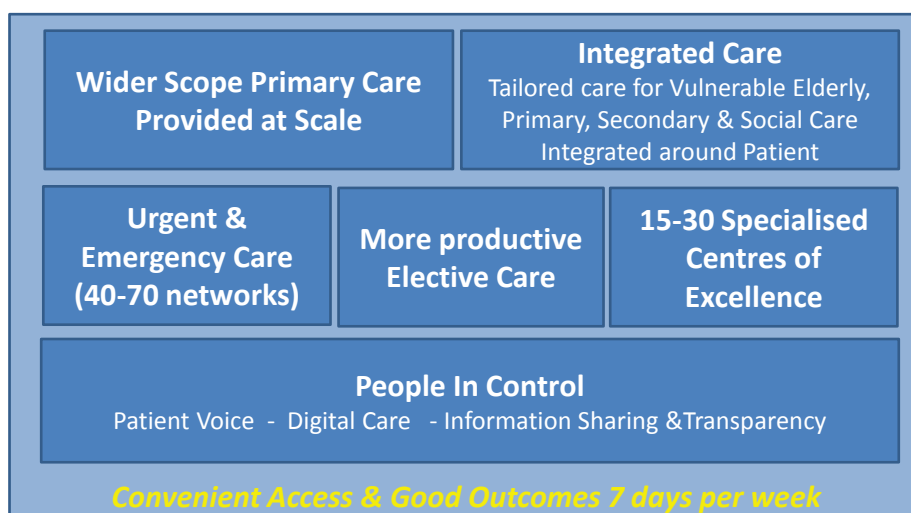 Wider Scope Primary Care
Provided at Scale
Integrated Care
Tailored care for Vulnerable Elderly,
Primary, Secondary & Social Care
Integrated around Patient
Urgent &
Emergency Care
(40-70 networks)
More productive
Elective Care
15-30 Specialised
Centres of
Excellence
People In Control
Patient Voice - Digital Care - Information Sharing &Transparency
Convenient Access & Good Outcomes 7 days per week